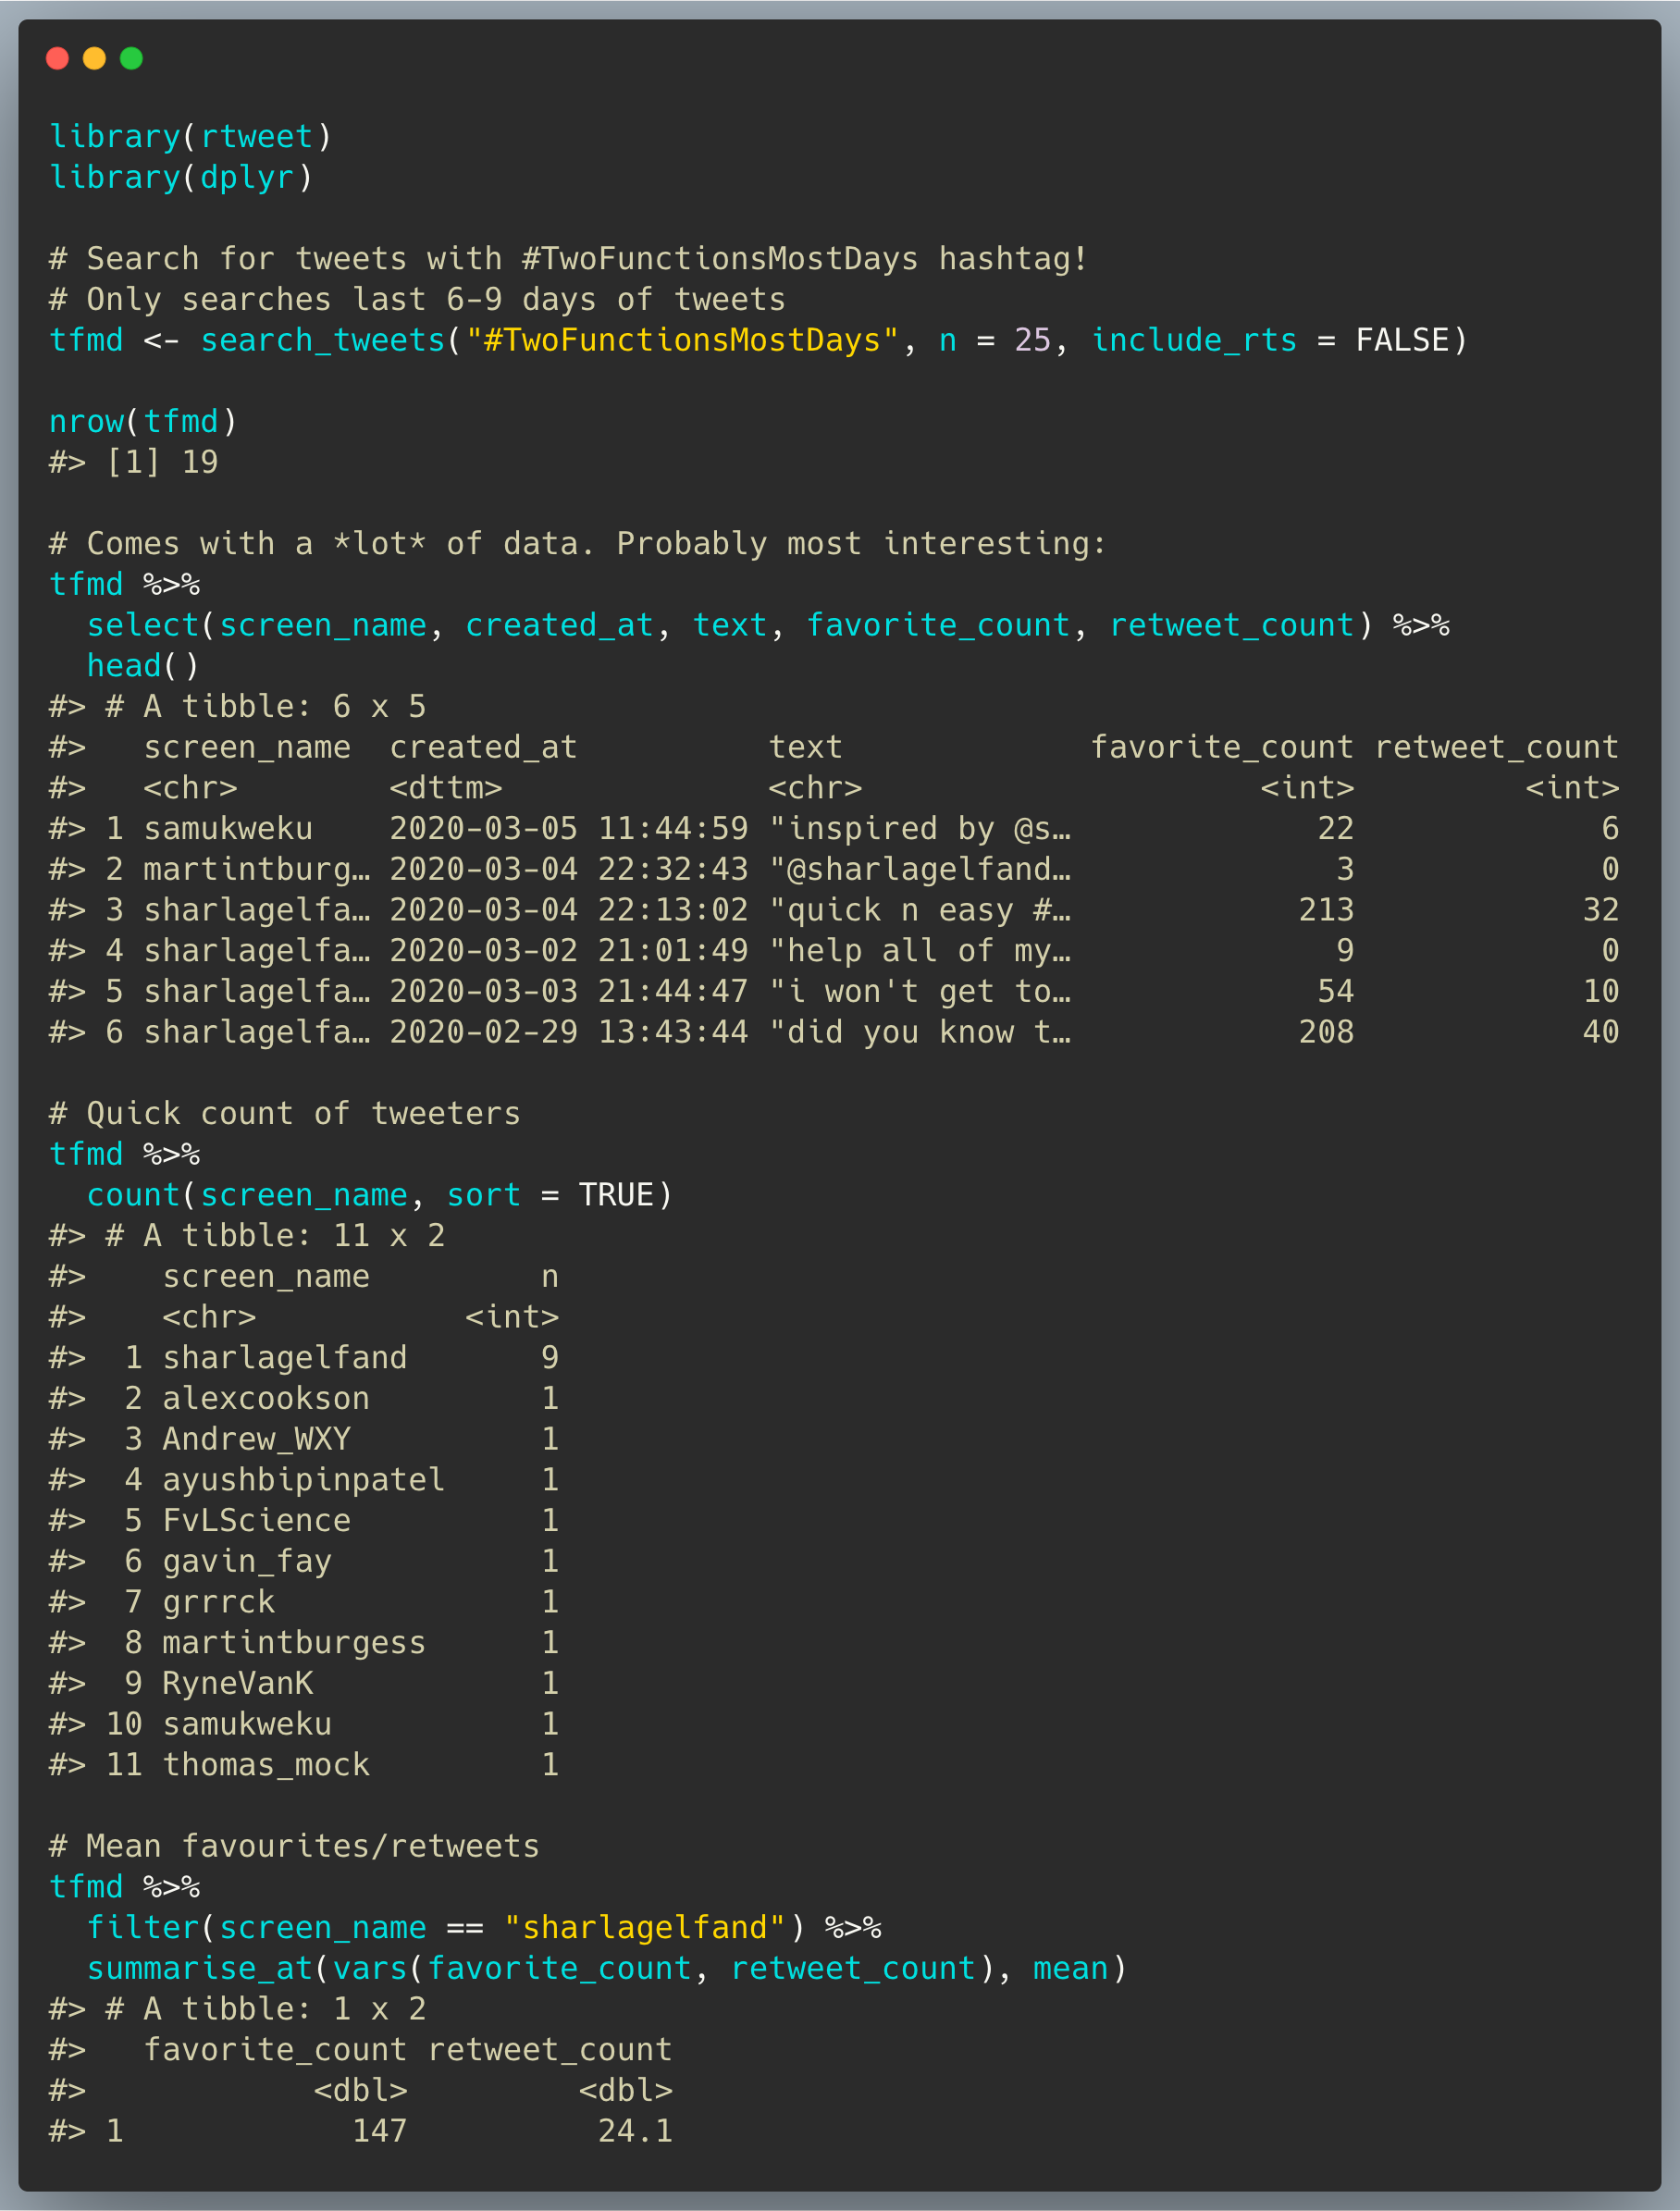 library(rtweet)
library(dplyr)

# Search for tweets with #TwoFunctionsMostDays hashtag!
# Only searches last 6-9 days of tweets
tfmd <- search_tweets("#TwoFunctionsMostDays", n = 25, include_rts = FALSE)

nrow(tfmd)
#> [1] 19

# Comes with a *lot* of data. Probably most interesting:
tfmd %>%
  select(screen_name, created_at, text, favorite_count, retweet_count) %>%
  head()
#> # A tibble: 6 x 5
#>   screen_name  created_at          text             favorite_count retweet_count
#>   <chr>        <dttm>              <chr>                     <int>         <int>
#> 1 samukweku    2020-03-05 11:44:59 "inspired by @s…             22             6
#> 2 martintburg… 2020-03-04 22:32:43 "@sharlagelfand…              3             0
#> 3 sharlagelfa… 2020-03-04 22:13:02 "quick n easy #…            213            32
#> 4 sharlagelfa… 2020-03-02 21:01:49 "help all of my…              9             0
#> 5 sharlagelfa… 2020-03-03 21:44:47 "i won't get to…             54            10
#> 6 sharlagelfa… 2020-02-29 13:43:44 "did you know t…            208            40

# Quick count of tweeters
tfmd %>%
  count(screen_name, sort = TRUE)
#> # A tibble: 11 x 2
#>    screen_name         n
#>    <chr>           <int>
#>  1 sharlagelfand       9
#>  2 alexcookson         1
#>  3 Andrew_WXY          1
#>  4 ayushbipinpatel     1
#>  5 FvLScience          1
#>  6 gavin_fay           1
#>  7 grrrck              1
#>  8 martintburgess      1
#>  9 RyneVanK            1
#> 10 samukweku           1
#> 11 thomas_mock         1

# Mean favourites/retweets
tfmd %>%
  filter(screen_name == "sharlagelfand") %>%
  summarise_at(vars(favorite_count, retweet_count), mean)
#> # A tibble: 1 x 2
#>   favorite_count retweet_count
#>            <dbl>         <dbl>
#> 1            147          24.1